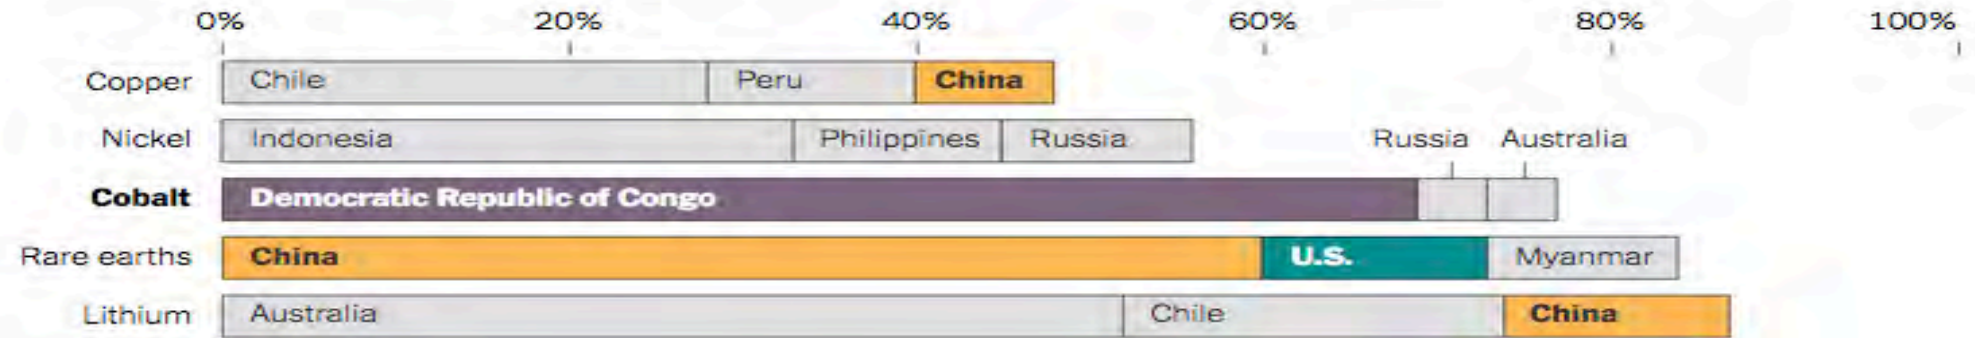 0% 20% 40% 60% 80% 100%
Copper Chile Peru China
Nickel Indonesia Philippines Russia
Russia Australia
Cobalt Democratic Republic of Congo
Rare earths China U.S. Myanmar
Lithium Australia Chile China